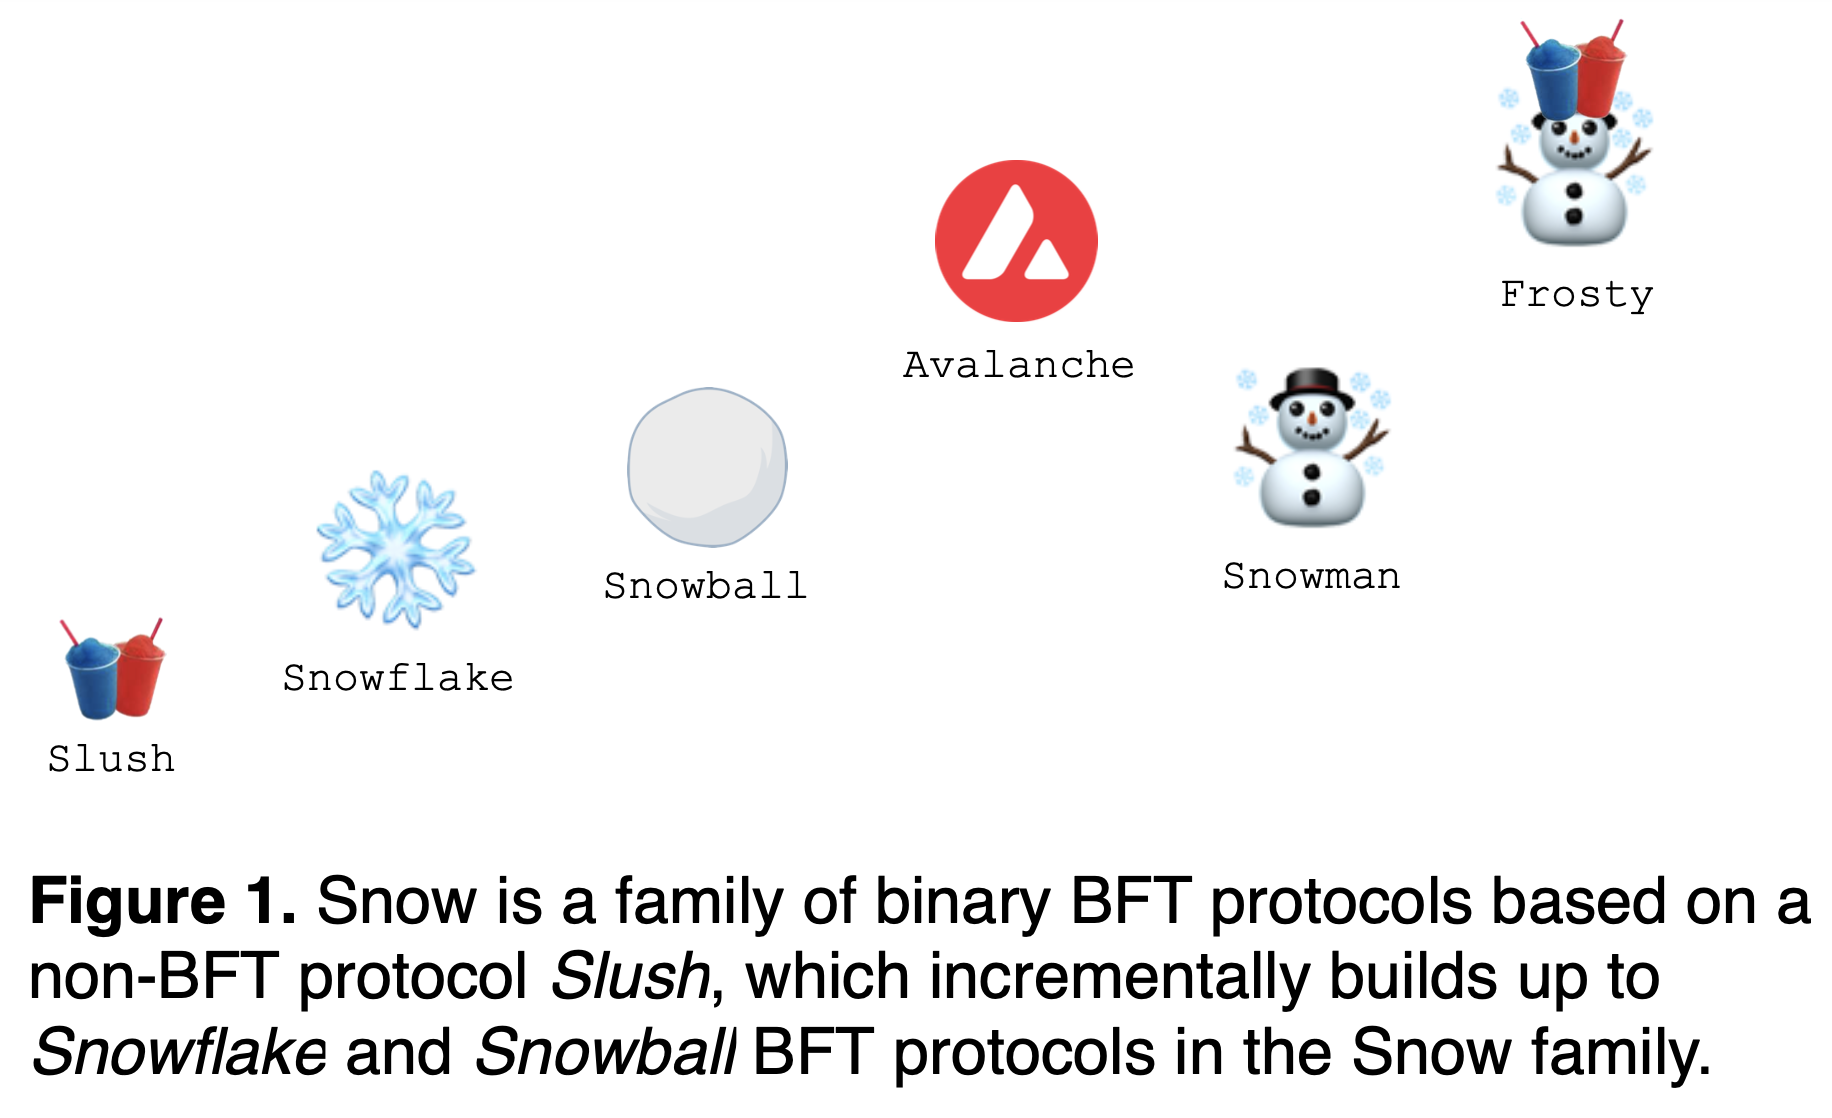 Frosty
Avalanche
Snowman
Snowball
Snowflake
Slush
Figure 1. Snow is a family of binary BFT protocols based on a
non-BFT protocol Slush, which incrementally builds up to
Snowflake and Snowball BFT protocols in the Snow family.